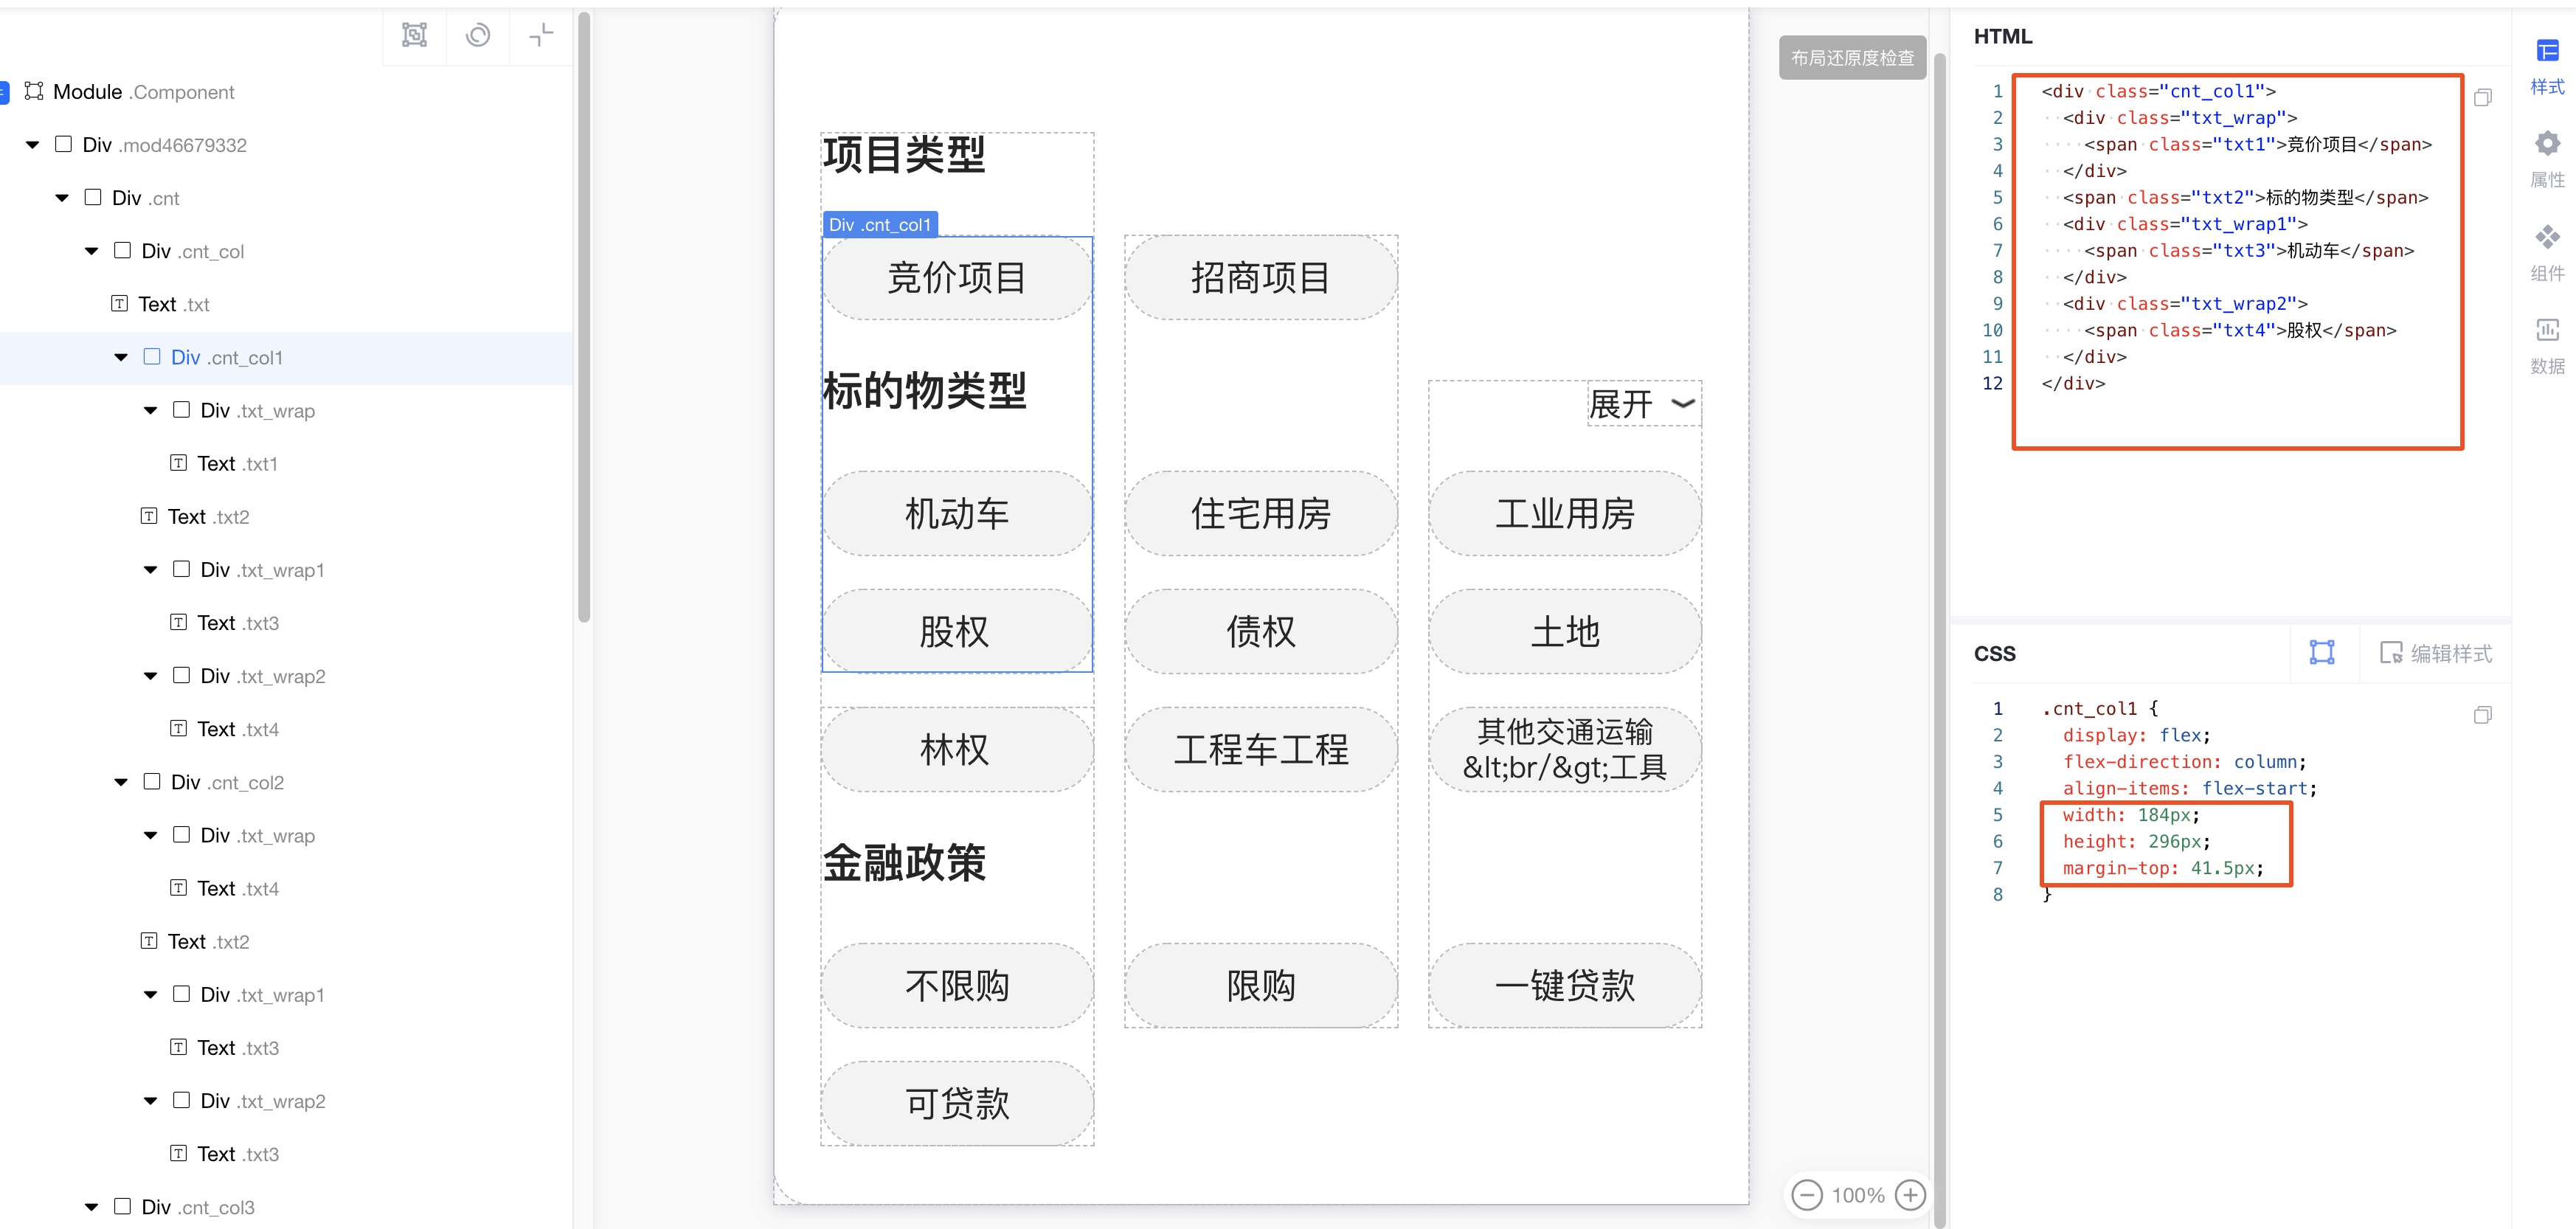 Module .Component
Div .mod46679332
Div .cnt
Div .cnt_col
Text .txt
Div .cnt_col1
Div .txt_wrap
Text .txt1
Text .txt2
Div .txt_wrap1
Text .txt3
Div .txt_wrap2
Text .txt4
Div .cnt_col2
Div .txt_wrap
Text .txt4
Text .txt2
Div .txt_wrap1
Text .txt3
Div .txt_wrap2
Text .txt3
Div .cnt_col3
布局还原度检查
项目类型
Div .cnt_col1
竞价项目
招商项目
标的物类型
展开
机动车
住宅用房
工业用房
股权
债权
土地
林权
工程车工程
其他交通运输
&lt;br/&gt;工具
金融政策
不限购
限购
一键贷款
可贷款
100%
HTML
1 <div class="cnt_col1">
2 <div class="txt_wrap">
3 <span class="txt1">竞价项目</span>
4 </div>
5 <span class="txt2">标的物类型</span>
6 <div class="txt_wrap1">
7 <span class="txt3">机动车</span>
8 </div>
9 <div class="txt_wrap2">
10 <span class="txt4">股权</span>
11 </div>
12 </div>
CSS
编辑样式
1 .cnt_col1 {
2 display: flex;
3 flex-direction: column;
4 align-items: flex-start;
5 width: 184px;
6 height: 296px;
7 margin-top: 41.5px;
8 }
样式
属性
组件
数据